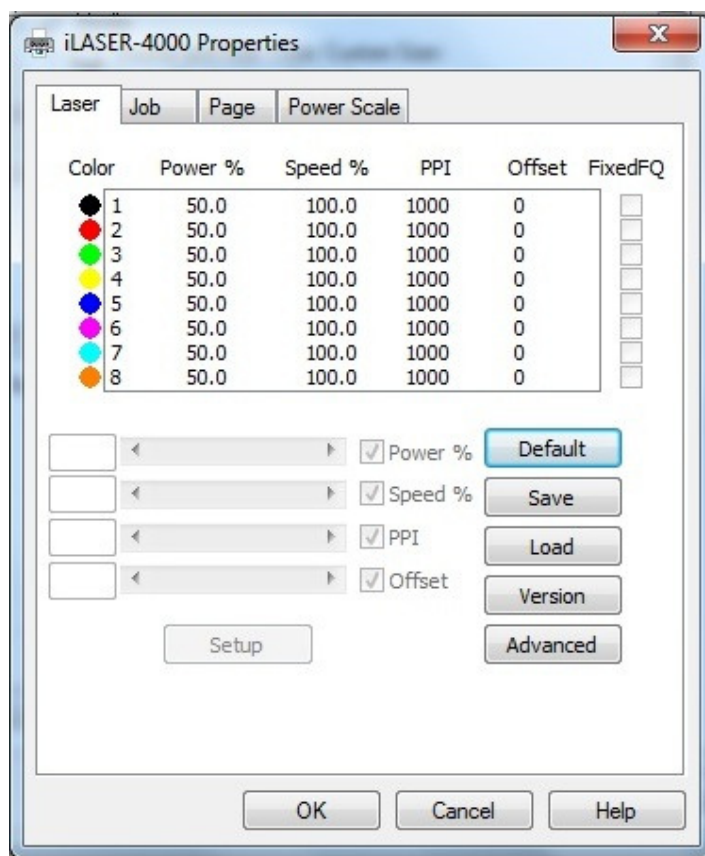 iLASER-4000 Properties
Laser Job Page Power Scale
Color Power % Speed % PPI Offset FixedFQ
1 50.0 100.0 1000 0
2 50.0 100.0 1000 0
3 50.0 100.0 1000 0
4 50.0 100.0 1000 0
5 50.0 100.0 1000 0
6 50.0 100.0 1000 0
7 50.0 100.0 1000 0
8 50.0 100.0 1000 0
Power % Default
Speed % Save
PPI Load
Offset Version
Setup Advanced
OK Cancel Help